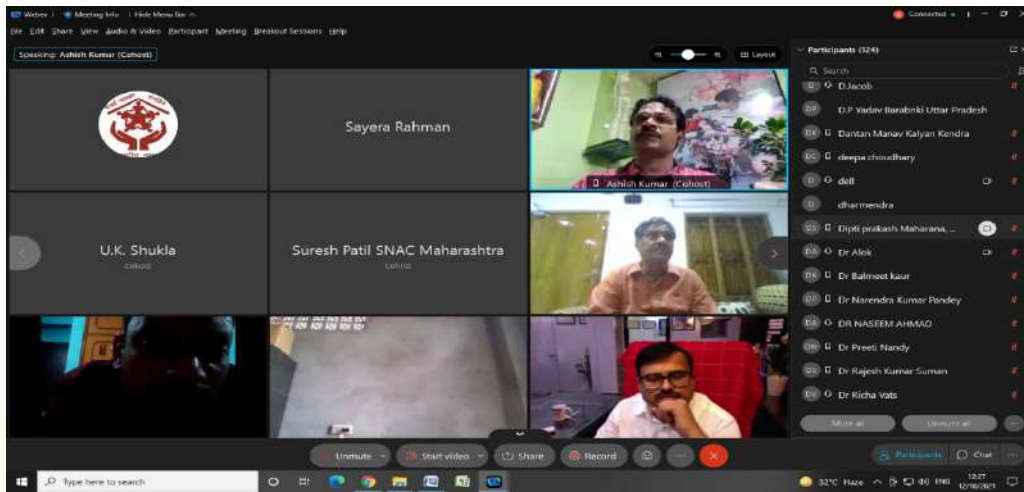 Webex
Meeting Info
Hide Menu Bar
Connected
File Edit Share View Audio & Video Participant Meeting Breakout Sessions Help
Speaking: Ashish Kumar (Cohost)
Layout
Participants (324)
Search
Sayera Rahman
Ashish Kumar (Cohost)
U.K. Shukla
cohost
Suresh Patil SNAC Maharashtra
cohost
D.Jacob
D.P Yadav Barabnki Uttar Pradesh
Dantan Manav Kalyan Kendra
deepa choudhary
dell
dharmendra
Dipti prakash Maharana, ...
Dr Alok
Dr Balmeet kaur
Dr Narendra Kumar Pandey
DR NASEEM AHMAD
Dr Preeti Nandy
Dr Rajesh Kumar Suman
Dr Richa Vats
Mute all
Unmute all
Unmute
Start video
Share
Record
Participants
Chat
Type here to search
32°C Haze
ENG
12:27
12/10/2021